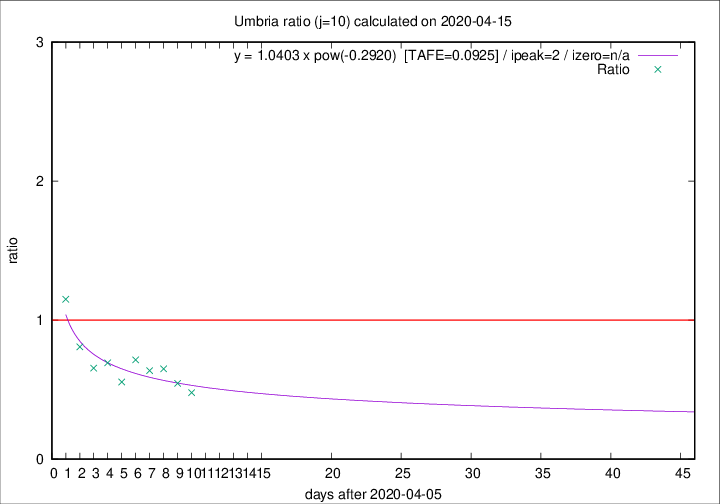 Umbria ratio (j=10) calculated on 2020-04-15
y = 1.0403 x pow(-0.2920)  [TAFE=0.0925] / ipeak=2 / izero=n/a
Ratio
3
2
1
0
ratio
0 1 2 3 4 5 6 7 8 9 10 11 12 13 14 15 20 25 30 35 40 45
days after 2020-04-05